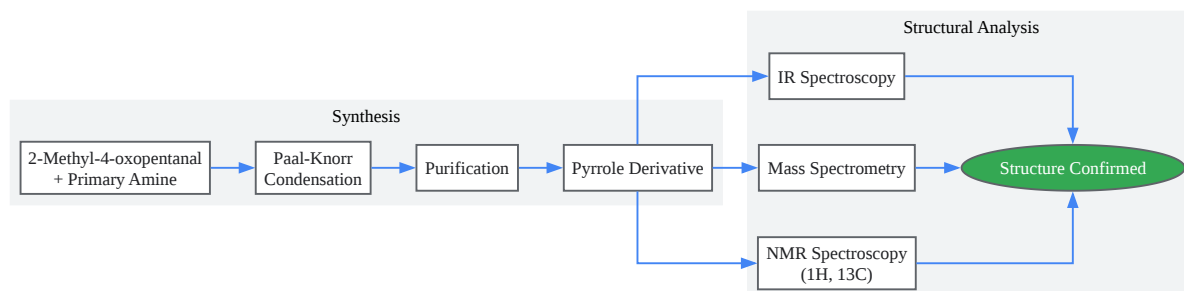 Structural Analysis
IR Spectroscopy
Synthesis
2-Methyl-4-oxopentanal
+ Primary Amine
Paal-Knorr
Condensation
Purification
Pyrrole Derivative
Mass Spectrometry
Structure Confirmed
NMR Spectroscopy
(1H, 13C)